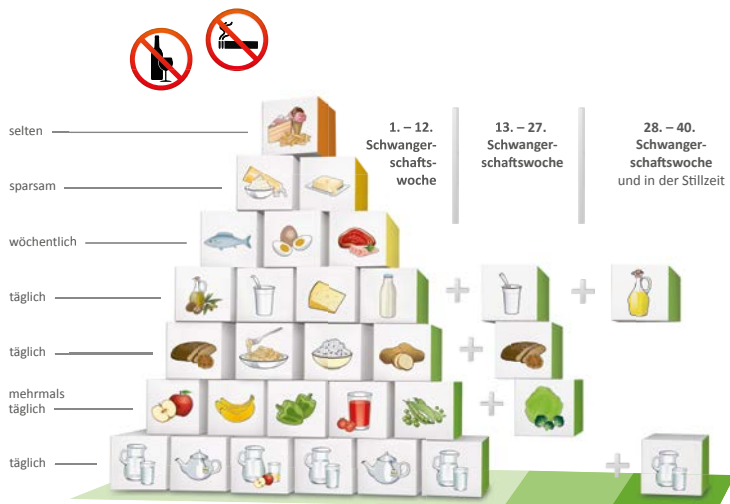 selten
sparsam
wöchentlich
täglich
täglich
mehrmals
täglich
täglich
1. – 12.
Schwanger-
schafts-
woche
13. – 27.
Schwanger-
schaftswoche
28. – 40.
Schwanger-
schaftswoche
und in der Stillzeit